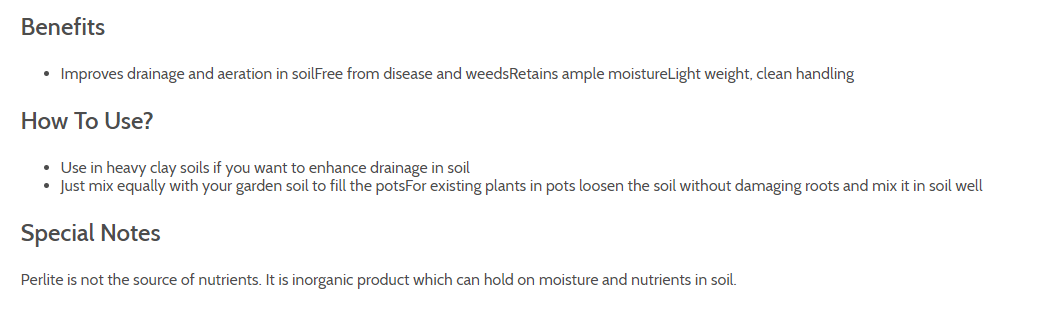 Benefits
Improves drainage and aeration in soilFree from disease and weedsRetains ample moistureLight weight, clean handling
How To Use?
Use in heavy clay soils if you want to enhance drainage in soil
Just mix equally with your garden soil to fill the potsFor existing plants in pots loosen the soil without damaging roots and mix it in soil well
Special Notes
Perlite is not the source of nutrients. It is inorganic product which can hold on moisture and nutrients in soil.